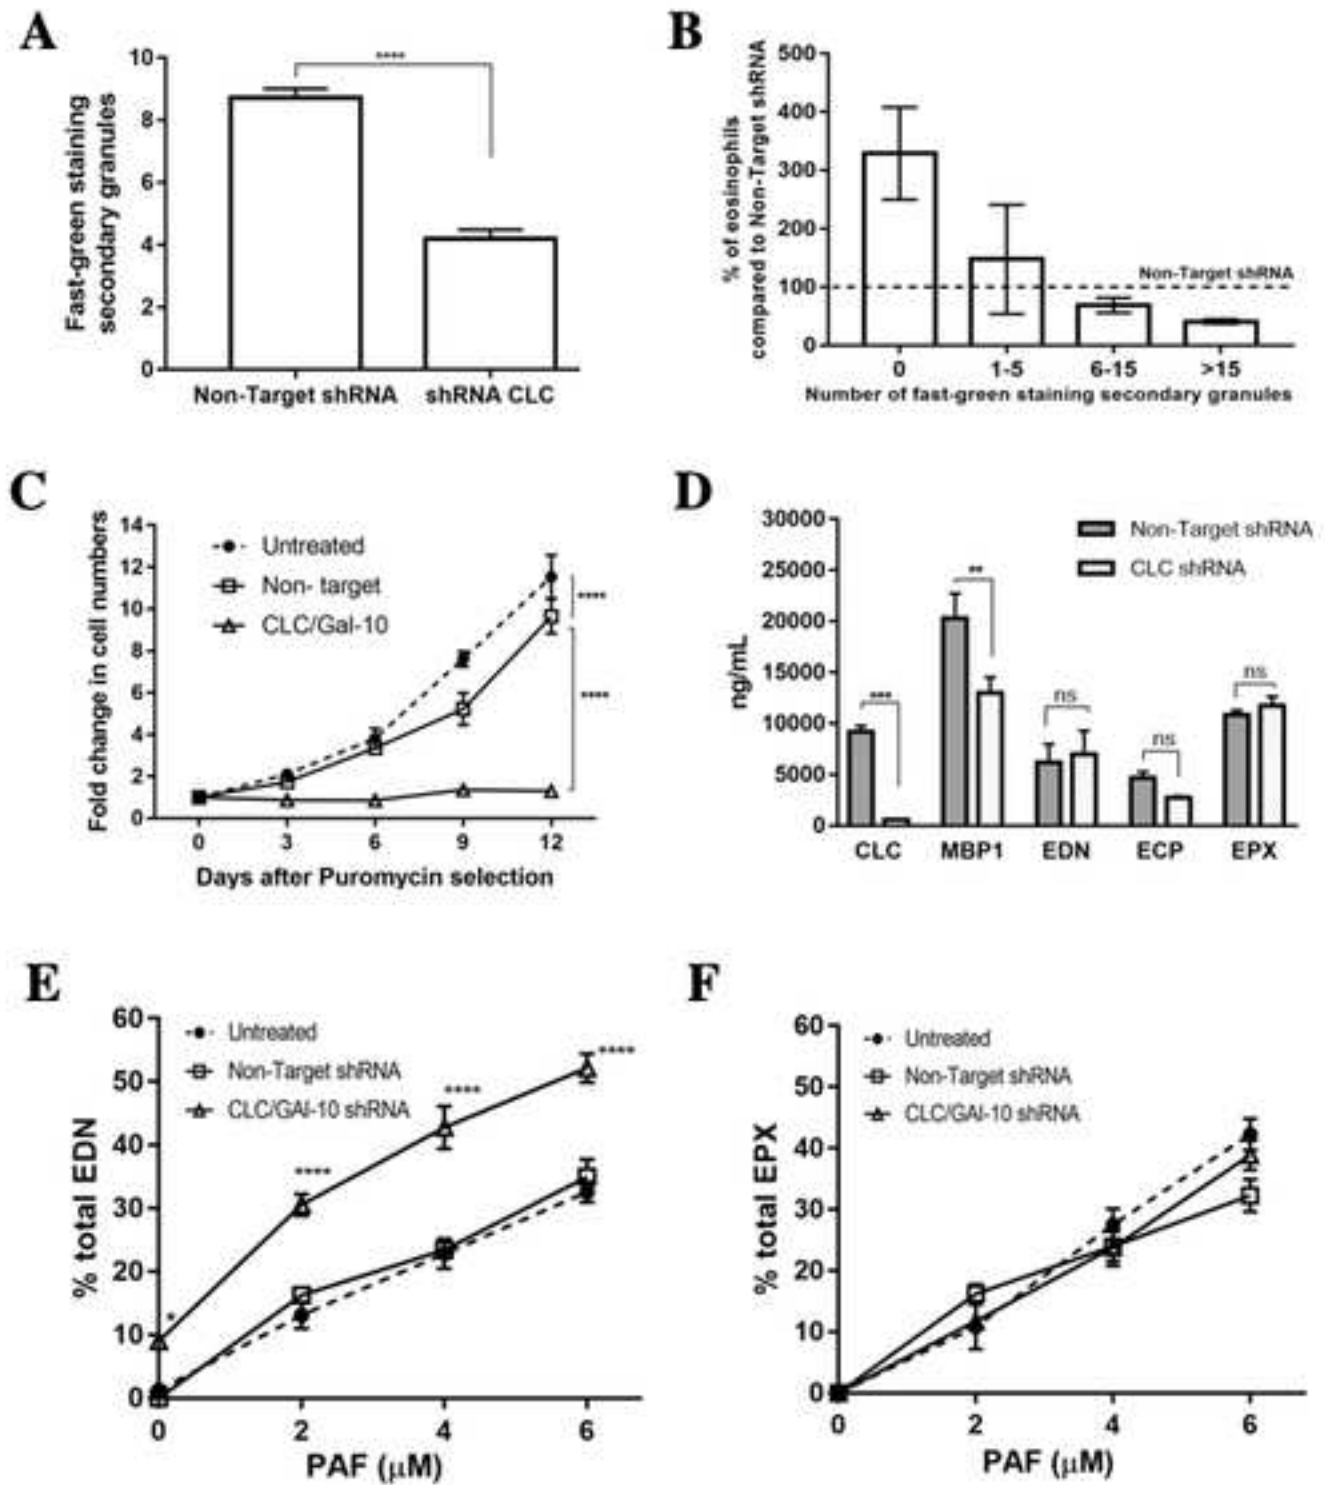 A
Fast-green staining
secondary granules
10
8
6
4
2
0
****
Non-Target shRNA
shRNA CLC
B
% of eosinophils
compared to Non-Target shRNA
500
400
300
200
100
0
Non-Target shRNA
0
1-5
6-15
>15
Number of fast-green staining secondary granules
C
Fold change in cell numbers
14
12
10
8
6
4
2
0
Untreated
Non- target
CLC/Gal-10
****
****
0
3
6
9
12
Days after Puromycin selection
D
ng/mL
30000
25000
20000
15000
10000
5000
0
Non-Target shRNA
CLC shRNA
***
**
ns
ns
ns
CLC
MBP1
EDN
ECP
EPX
E
% total EDN
60
50
40
30
20
10
0
Untreated
Non-Target shRNA
CLC/GAl-10 shRNA
*
****
****
****
0
2
4
6
PAF (μM)
F
% total EPX
60
50
40
30
20
10
0
Untreated
Non-Target shRNA
CLC/GAl-10 shRNA
0
2
4
6
PAF (μM)